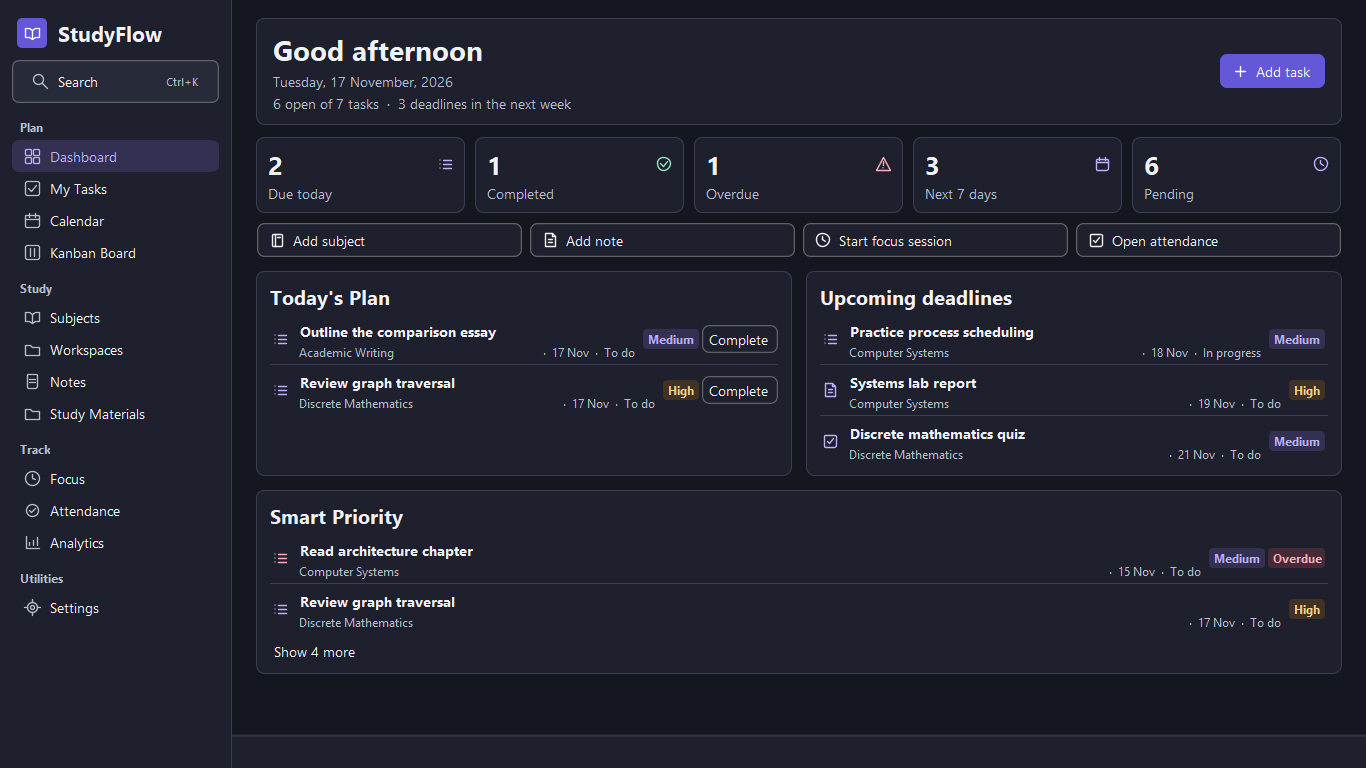 StudyFlow
Search Ctrl+K
Plan
Dashboard
My Tasks
Calendar
Kanban Board
Study
Subjects
Workspaces
Notes
Study Materials
Track
Focus
Attendance
Analytics
Utilities
Settings
Good afternoon
Tuesday, 17 November, 2026
6 open of 7 tasks · 3 deadlines in the next week
+ Add task
2
Due today
1
Completed
1
Overdue
3
Next 7 days
6
Pending
Add subject
Add note
Start focus session
Open attendance
Today's Plan
Outline the comparison essay
Academic Writing · 17 Nov · To do Medium Complete
Review graph traversal
Discrete Mathematics · 17 Nov · To do High Complete
Upcoming deadlines
Practice process scheduling
Computer Systems · 18 Nov · In progress Medium
Systems lab report
Computer Systems · 19 Nov · To do High
Discrete mathematics quiz
Discrete Mathematics · 21 Nov · To do Medium
Smart Priority
Read architecture chapter
Computer Systems · 15 Nov · To do Medium Overdue
Review graph traversal
Discrete Mathematics · 17 Nov · To do High
Show 4 more